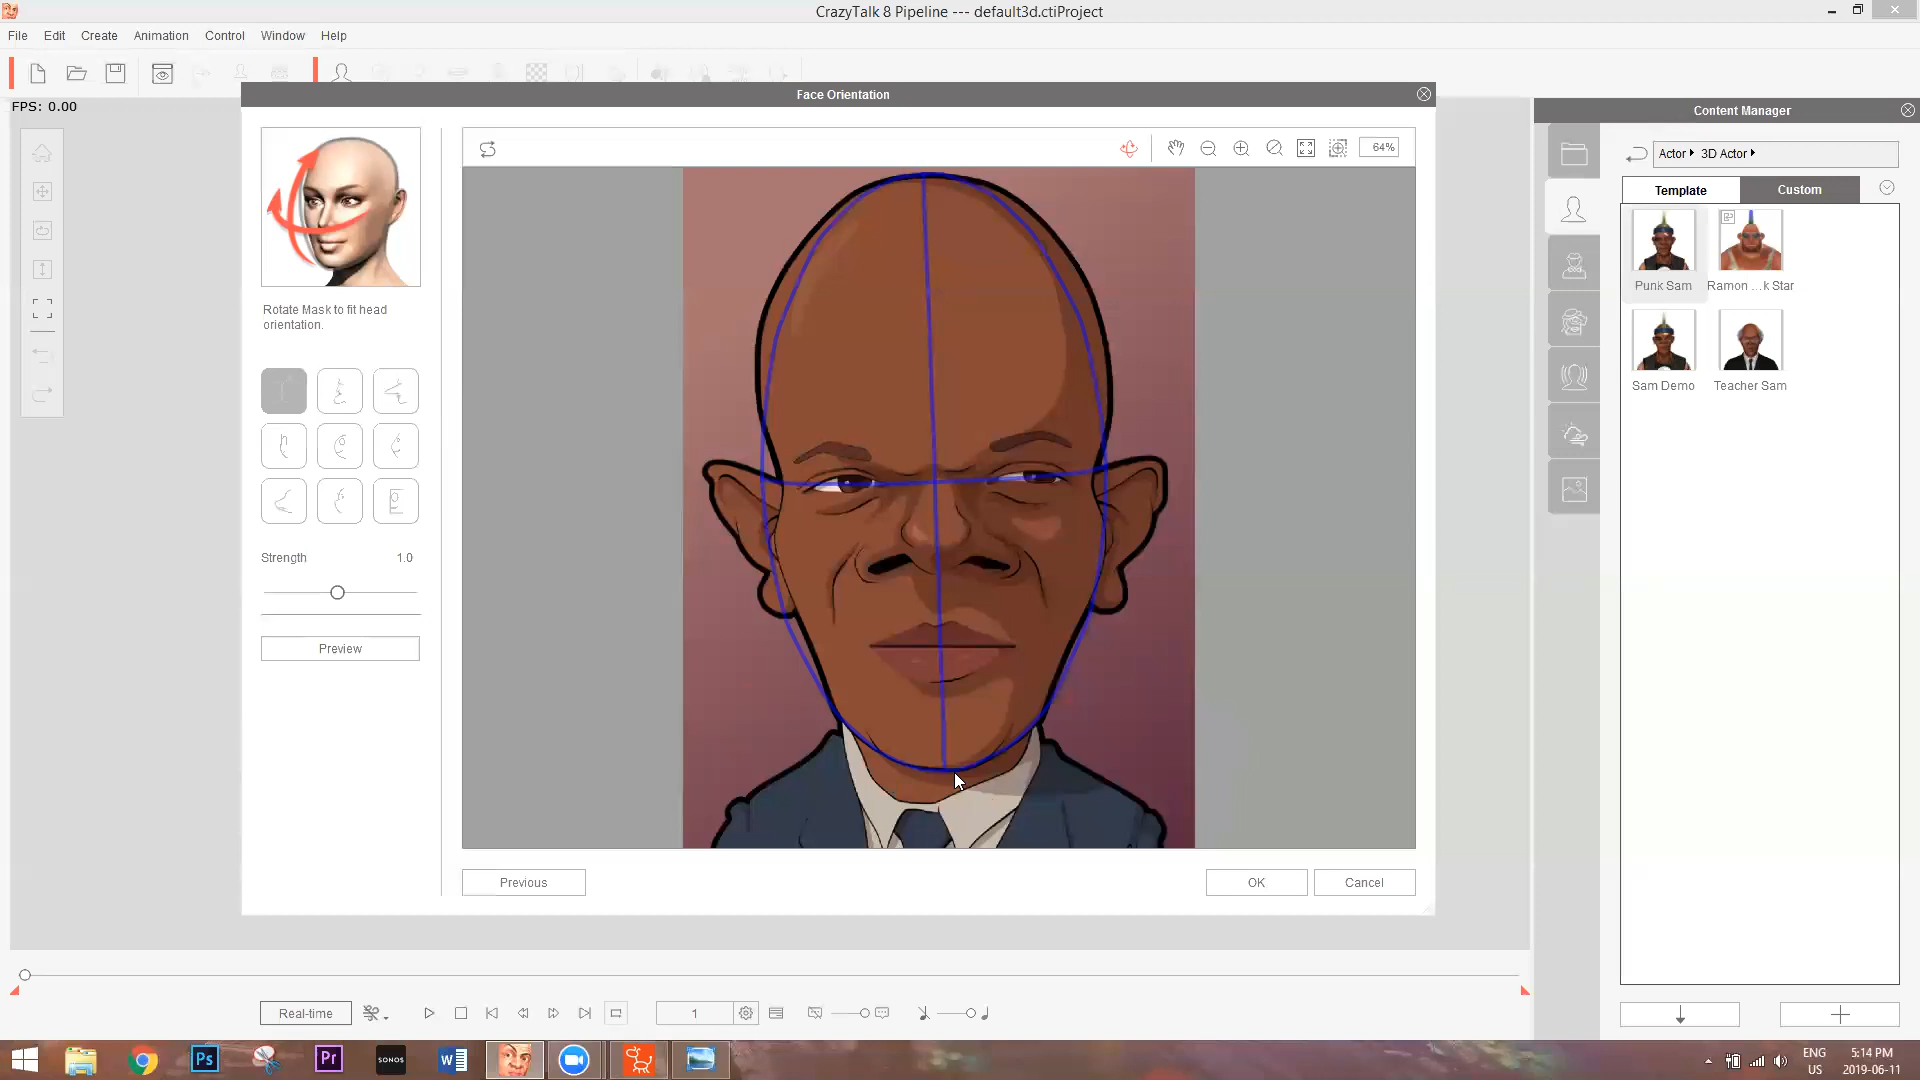 CrazyTalk 8 Pipeline --- default3d.ctiProject
File Edit Create Animation Control Window Help
FPS: 0.00
Face Orientation
Content Manager
64%
Actor 3D Actor
Template Custom
Punk Sam Ramon ...k Star
Rotate Mask to fit head
orientation.
Sam Demo Teacher Sam
Strength 1.0
Preview
Previous OK Cancel
Real-time 1
Ps Pr SONOS W
ENG 5:14 PM
US 2019-06-11